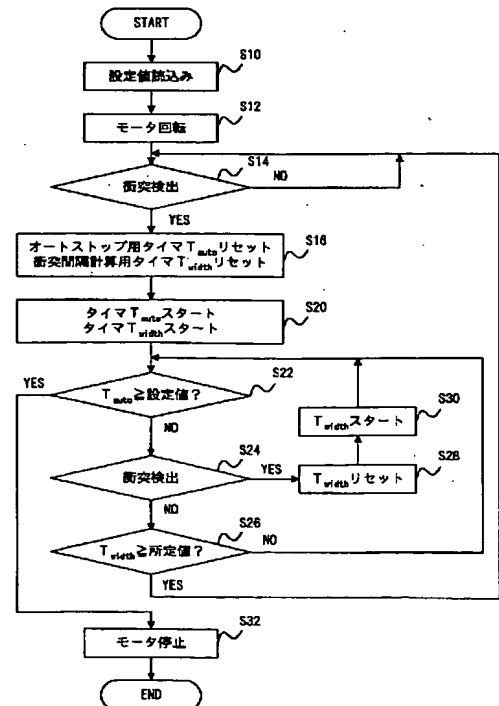 START
設定値読込み
S10
モータ回転
S12
衝突検出
S14
NO
YES
オートストップ用タイマTautoリセット
衝突間隔計算用タイマTwidthリセット
S16
タイマTautoスタート
タイマTwidthスタート
S20
YES
Tauto≧設定値?
S22
NO
Twidthスタート
S30
衝突検出
S24
YES
Twidthリセット
S28
NO
Twidth≧所定値?
S26
NO
YES
モータ停止
S32
END